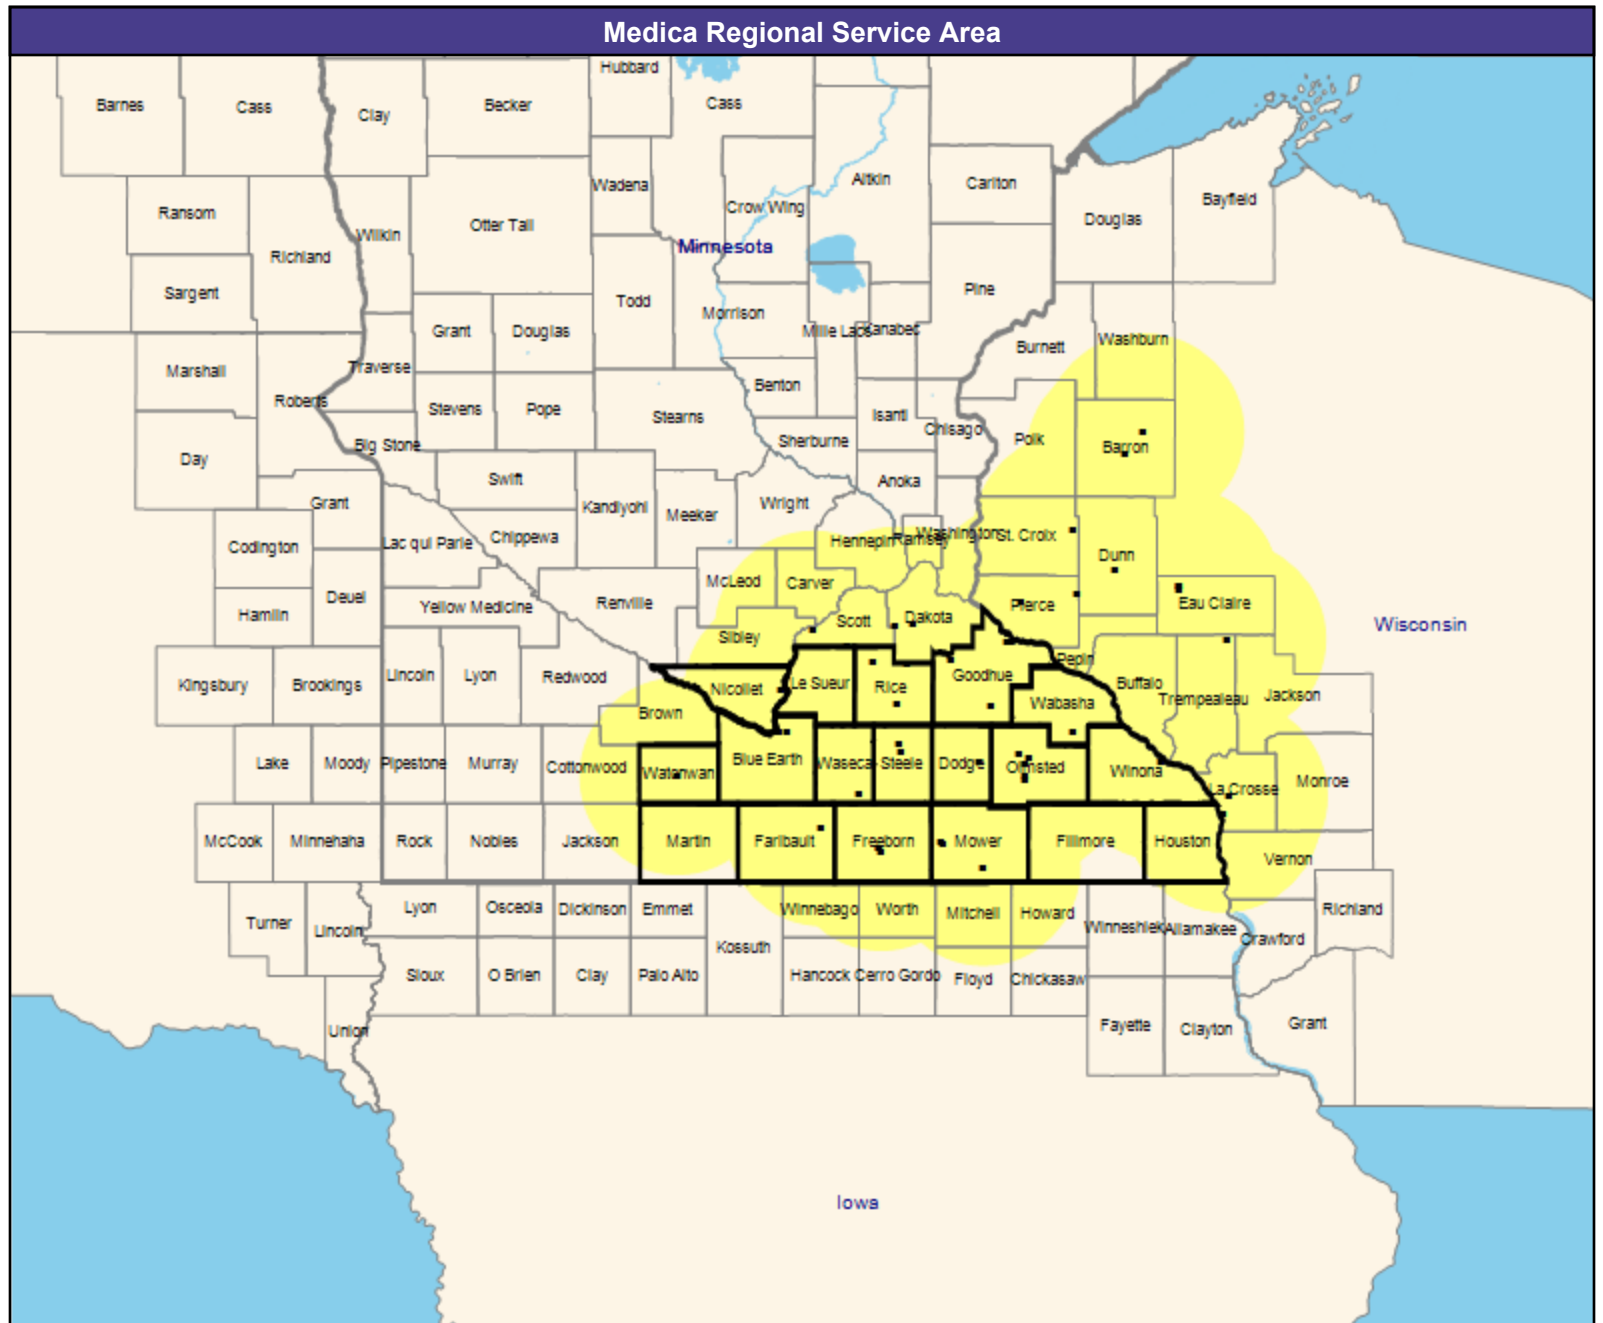 Medica Regional Service Area
Hubbard
Barnes
Cass
Clay
Becker
Cass
Wadena
Aitkin
Carlton
Bayfield
Ransom
Crow Wing
Douglas
Otter Tail
Wilkin
Minnesota
Richland
Sargent
Todd
Pine
Morrison
Grant
Douglas
Mille Lacs
Kanabec
Burnett
Washburn
Marshall
Traverse
Roberts
Benton
Stevens
Pope
Stearns
Isanti
Chisago
Polk
Barron
Big Stone
Sherburne
Day
Swift
Anoka
Grant
Kandiyohi
Meeker
Wright
Codington
Lac qui Parle
Chippewa
Hennepin
Ramsey
Washington
St. Croix
Dunn
McLeod
Carver
Deuel
Hamlin
Yellow Medicine
Renville
Pierce
Eau Claire
Scott
Dakota
Sibley
Wisconsin
Pepin
Kingsbury
Brookings
Lincoln
Lyon
Redwood
Nicollet
Le Sueur
Rice
Goodhue
Buffalo
Trempealeau
Jackson
Wabasha
Brown
Lake
Moody
Pipestone
Murray
Cottonwood
Watonwan
Blue Earth
Waseca
Steele
Dodge
Olmsted
Winona
La Crosse
Monroe
McCook
Minnehaha
Rock
Nobles
Jackson
Martin
Faribault
Freeborn
Mower
Fillmore
Houston
Vernon
Turner
Lincoln
Lyon
Osceola
Dickinson
Emmet
Winnebago
Worth
Mitchell
Howard
Winneshiek
Allamakee
Crawford
Richland
Kossuth
Sioux
O Brien
Clay
Palo Alto
Hancock
Cerro Gordo
Floyd
Chickasaw
Union
Fayette
Clayton
Grant
Iowa